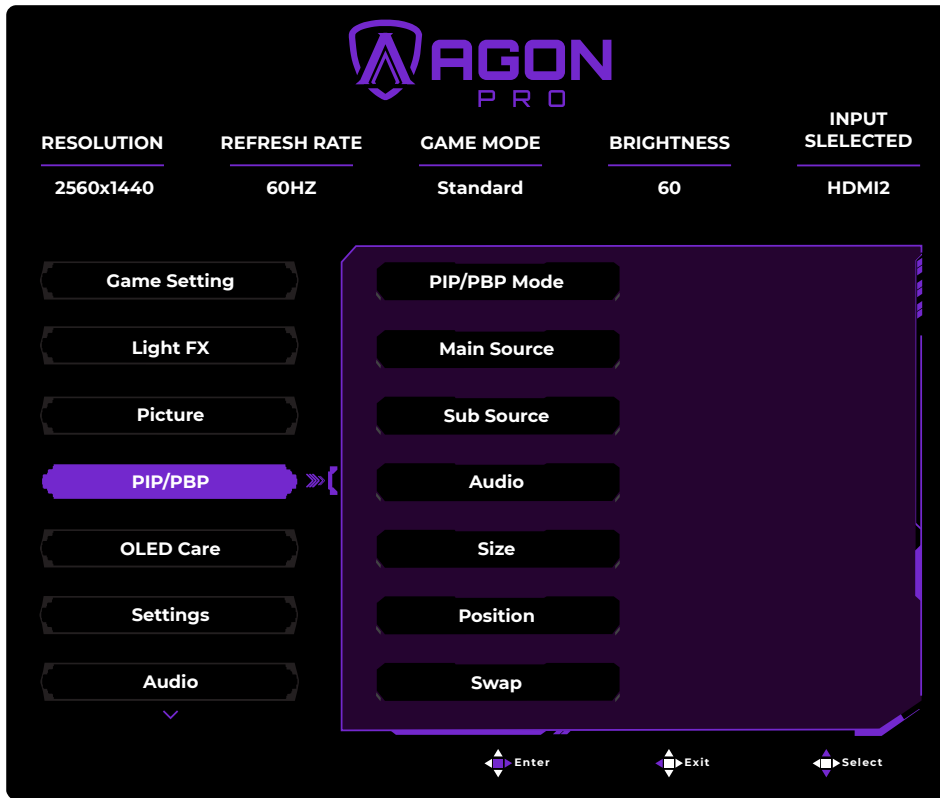 AGON
PRO
RESOLUTION
REFRESH RATE
GAME MODE
BRIGHTNESS
INPUT
SLELECTED
2560x1440
60HZ
Standard
60
HDMI2
Game Setting
Light FX
Picture
PIP/PBP
OLED Care
Settings
Audio
PIP/PBP Mode
Main Source
Sub Source
Audio
Size
Position
Swap
Enter
Exit
Select